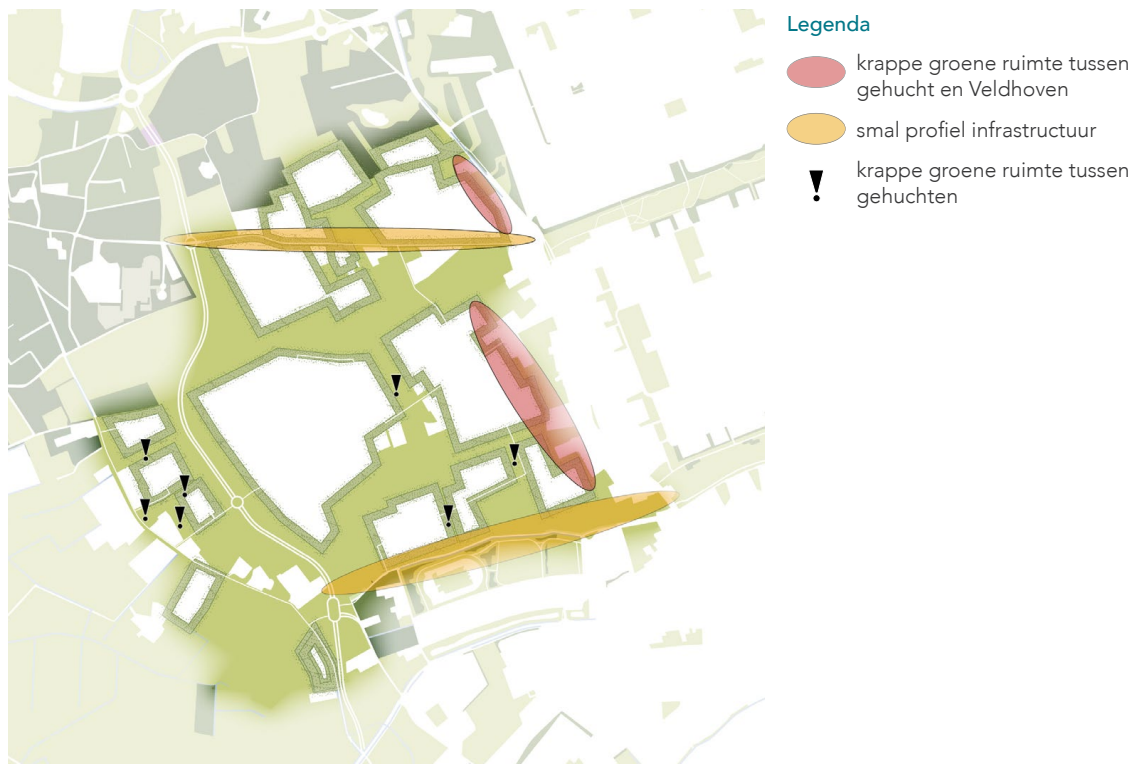 Legenda
krappe groene ruimte tussen
gehucht en Veldhoven
smal profiel infrastructuur
krappe groene ruimte tussen
gehuchten